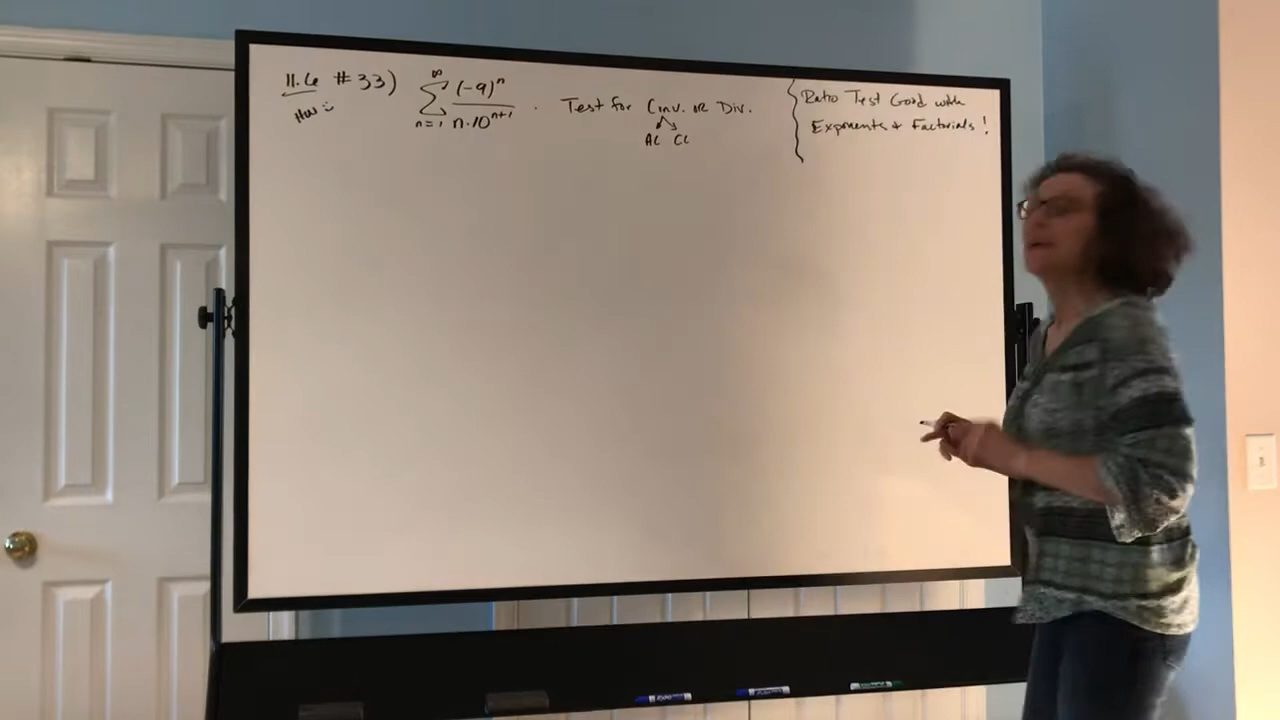 11.6 #33) ∞ ∑ n=1 (-9)^n / n·10^(n+1) . Test for Conv. or Div.
HW :)
AC CC
Ratio Test Good with
Exponents + Factorials!